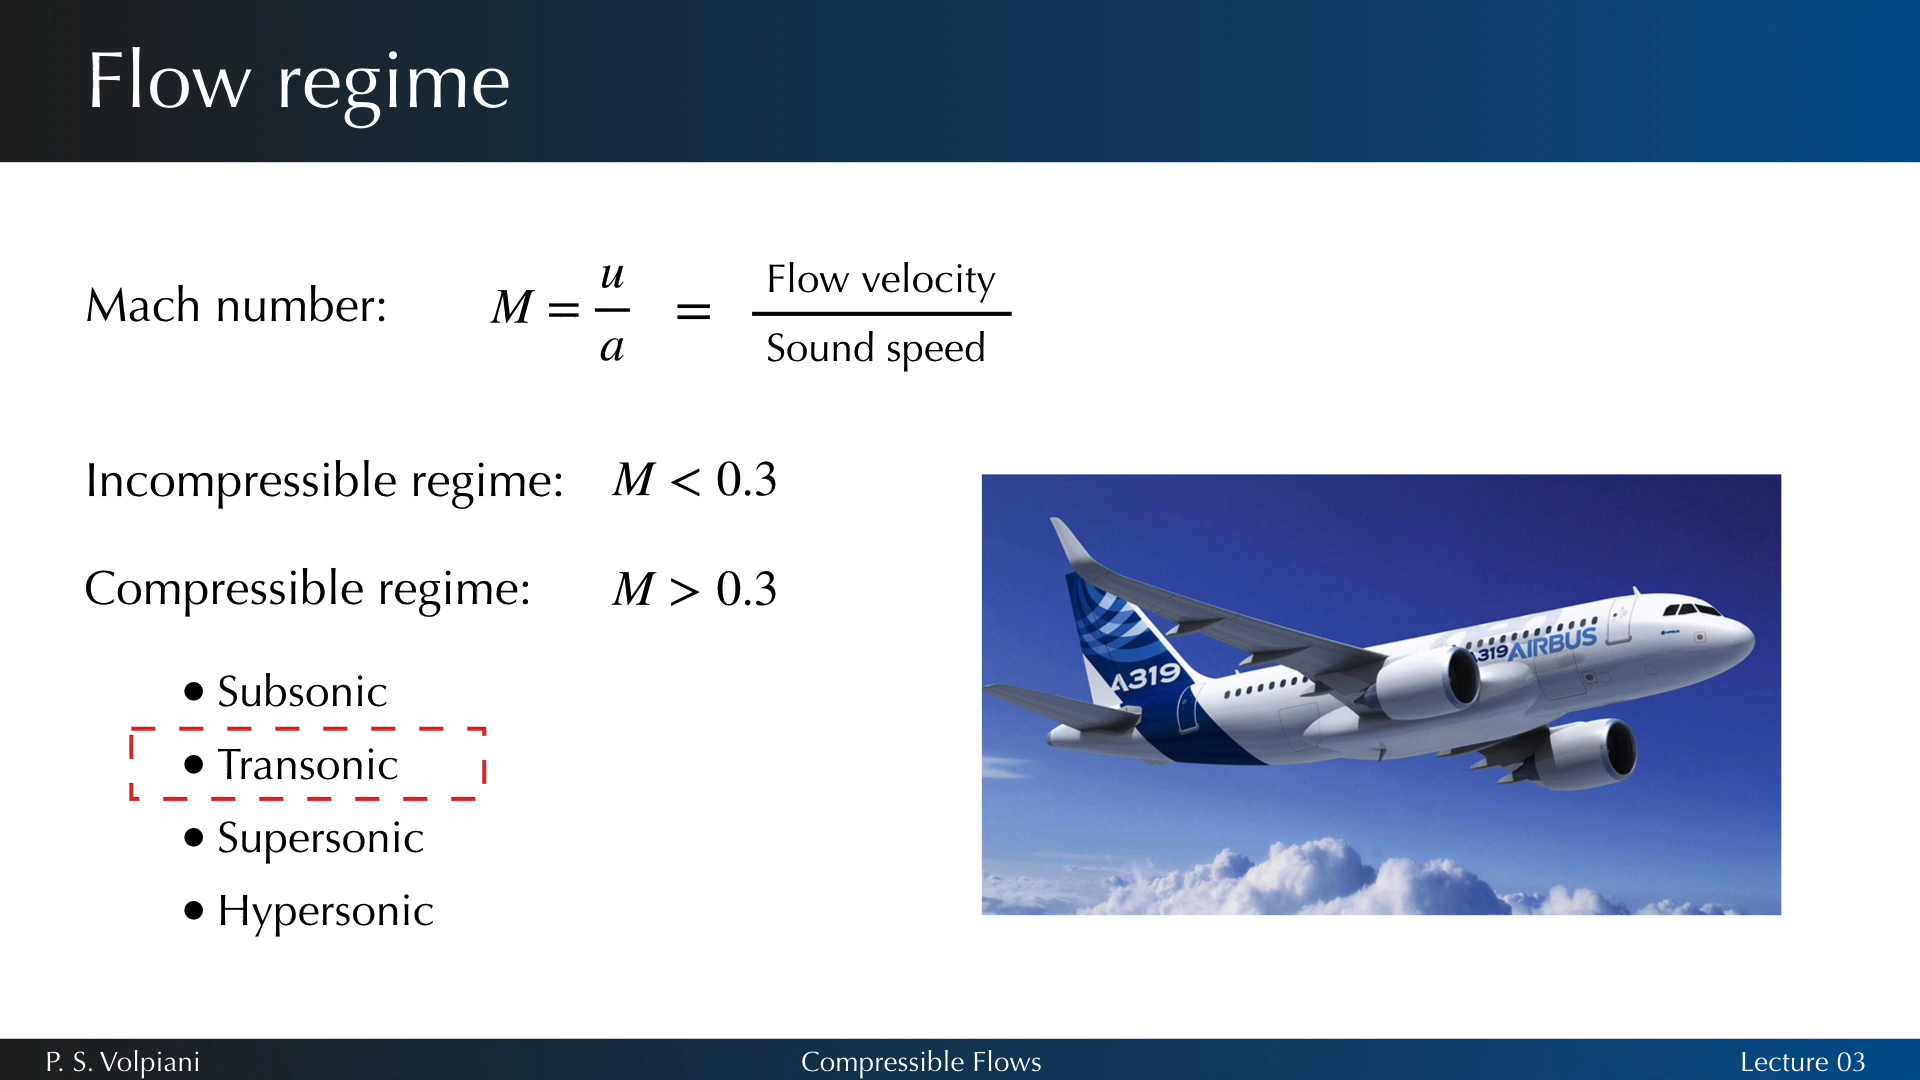 Flow regime
Mach number: M = u/a = Flow velocity / Sound speed
Incompressible regime: M < 0.3
Compressible regime: M > 0.3
• Subsonic
• Transonic
• Supersonic
• Hypersonic
A319
A319 AIRBUS
P. S. Volpiani
Compressible Flows
Lecture 03